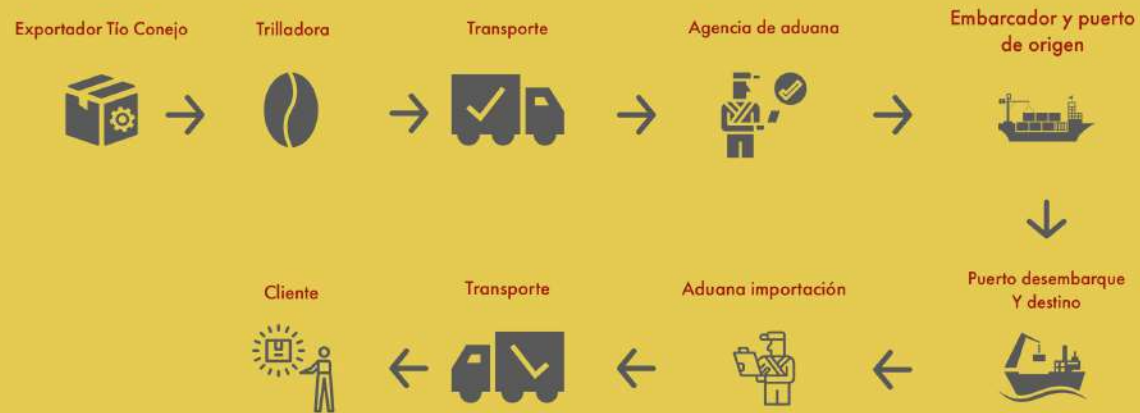 Exportador Tío Conejo
Trilladora
Transporte
Agencia de aduana
Embarcador y puerto
de origen
Puerto desembarque
Y destino
Aduana importación
Transporte
Cliente